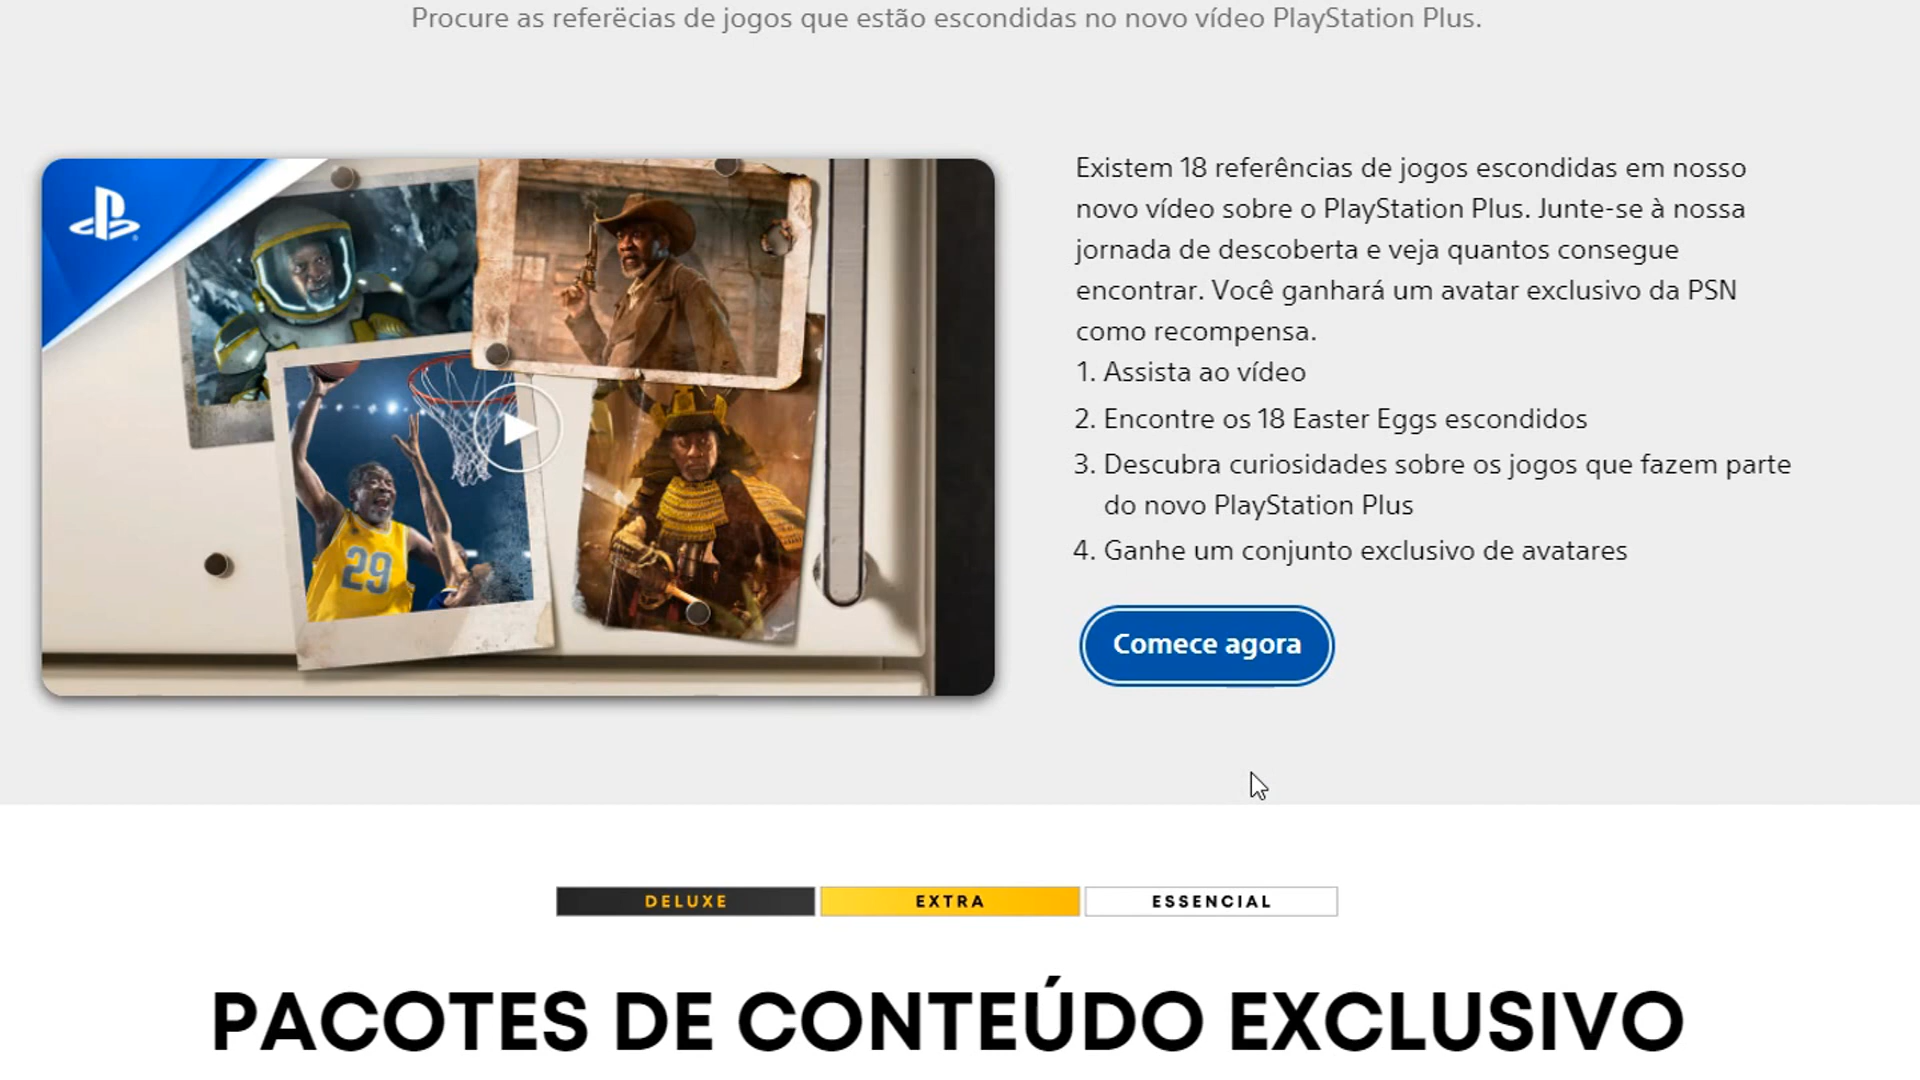 Procure as referëcias de jogos que estão escondidas no novo vídeo PlayStation Plus.
Existem 18 referências de jogos escondidas em nosso
novo vídeo sobre o PlayStation Plus. Junte-se à nossa
jornada de descoberta e veja quantos consegue
encontrar. Você ganhará um avatar exclusivo da PSN
como recompensa.
1. Assista ao vídeo
2. Encontre os 18 Easter Eggs escondidos
3. Descubra curiosidades sobre os jogos que fazem parte
do novo PlayStation Plus
4. Ganhe um conjunto exclusivo de avatares
29
Comece agora
DELUXE EXTRA ESSENCIAL
PACOTES DE CONTEÚDO EXCLUSIVO